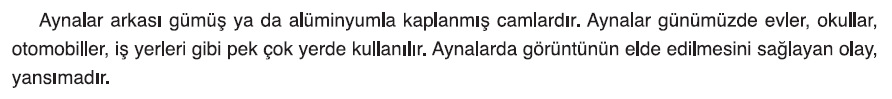 Aynalar arkası gümüş ya da alüminyumla kaplanmış camlardır. Aynalar günümüzde evler, okullar,
otomobiller, iş yerleri gibi pek çok yerde kullanılır. Aynalarda görüntünün elde edilmesini sağlayan olay,
yansımadır.